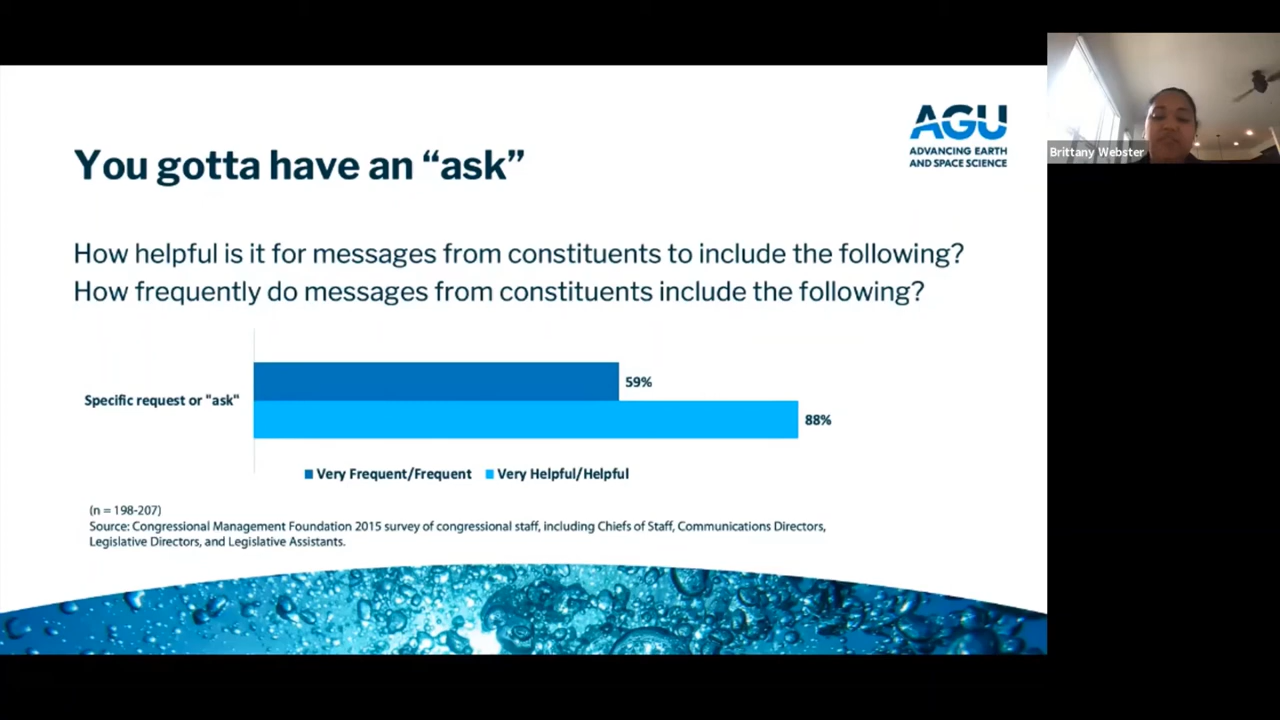 AGU
ADVANCING EARTH
AND SPACE SCIENCE
Brittany Webster
You gotta have an “ask”
How helpful is it for messages from constituents to include the following?
How frequently do messages from constituents include the following?
59%
Specific request or "ask"
88%
Very Frequent/Frequent Very Helpful/Helpful
(n = 198-207)
Source: Congressional Management Foundation 2015 survey of congressional staff, including Chiefs of Staff, Communications Directors,
Legislative Directors, and Legislative Assistants.